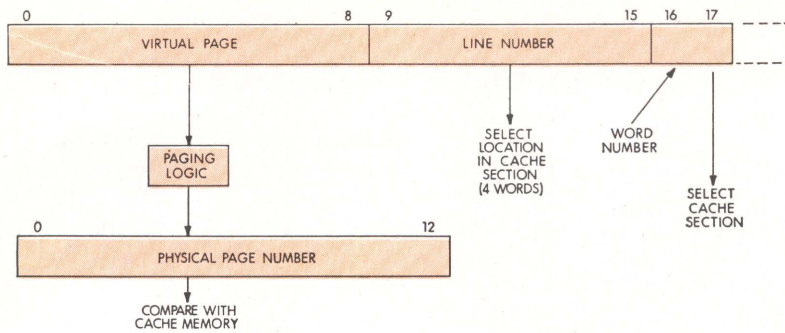 0 8 9 15 16 17
VIRTUAL PAGE LINE NUMBER
PAGING
LOGIC
SELECT
LOCATION
IN CACHE
SECTION
(4 WORDS)
WORD
NUMBER
SELECT
CACHE
SECTION
0 12
PHYSICAL PAGE NUMBER
COMPARE WITH
CACHE MEMORY